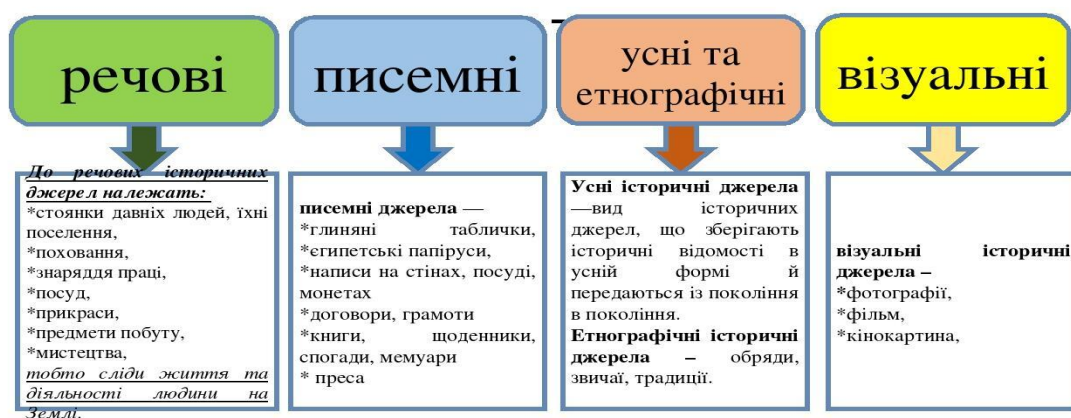 речові
До речових історичних
джерел належать:
*стоянки давніх людей, їхні
поселення,
*поховання,
*знаряддя праці,
*посуд,
*прикраси,
*предмети побуту,
*мистецтва,
тобто сліди життя та
діяльності людини на
Землі.
писемні
писемні джерела —
*глиняні таблички,
*єгипетські папіруси,
*написи на стінах, посуді,
монетах
*договори, грамоти
*книги, щоденники,
спогади, мемуари
* преса
усні та
етнографічні
Усні історичні джерела
—вид історичних
джерел, що зберігають
історичні відомості в
усній формі й
передаються із покоління
в покоління.
Етнографічні історичні
джерела – обряди,
звичаї, традиції.
візуальні
візуальні історичні
джерела –
*фотографії,
*фільм,
*кінокартина,